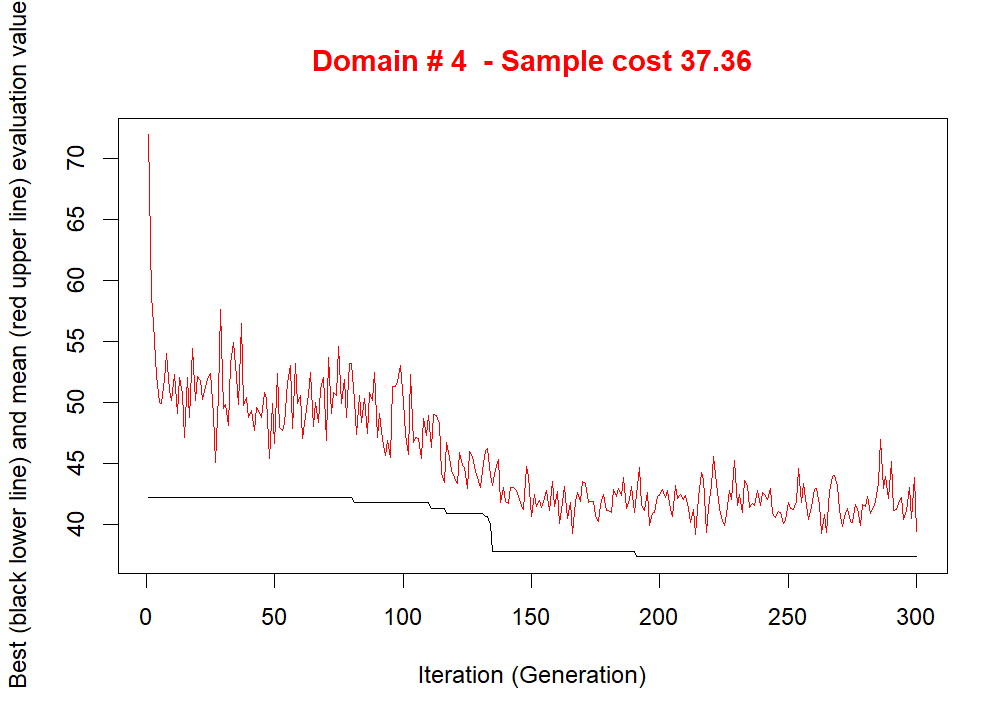 Domain # 4  - Sample cost 37.36
Best (black lower line) and mean (red upper line) evaluation value
70
65
60
55
50
45
40
0 50 100 150 200 250 300
Iteration (Generation)